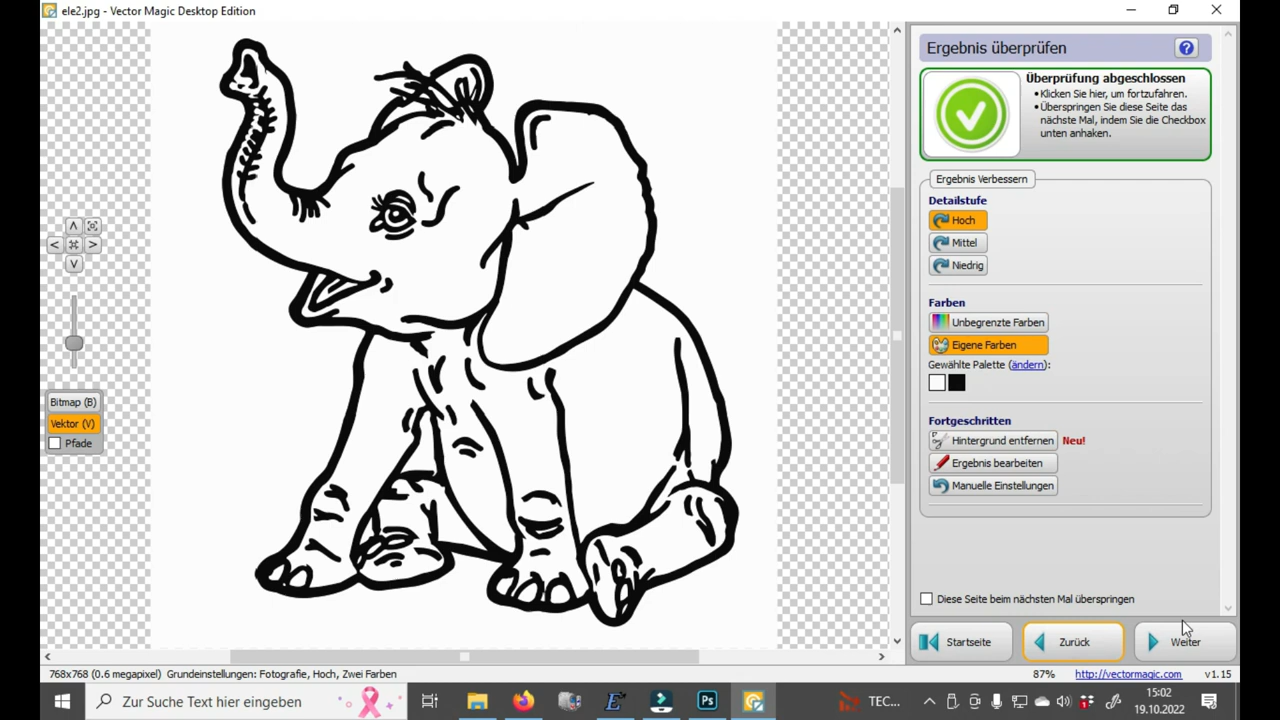 ele2.jpg - Vector Magic Desktop Edition
Ergebnis überprüfen
?
Überprüfung abgeschlossen
•Klicken Sie hier, um fortzufahren.
•Überspringen Sie diese Seite das
nächste Mal, indem Sie die Checkbox
unten anhaken.
Ergebnis Verbessern
Detailstufe
Hoch
Mittel
Niedrig
Farben
Unbegrenzte Farben
Eigene Farben
Gewählte Palette (ändern):
Bitmap (B)
Vektor (V)
Pfade
Fortgeschritten
Hintergrund entfernen Neu!
Ergebnis bearbeiten
Manuelle Einstellungen
Diese Seite beim nächsten Mal überspringen
Startseite Zurück Weiter
768x768 (0.6 megapixel) Grundeinstellungen: Fotografie, Hoch, Zwei Farben 87% http://vectormagic.com v1.15
Zur Suche Text hier eingeben Ps TEC... 15:02
19.10.2022